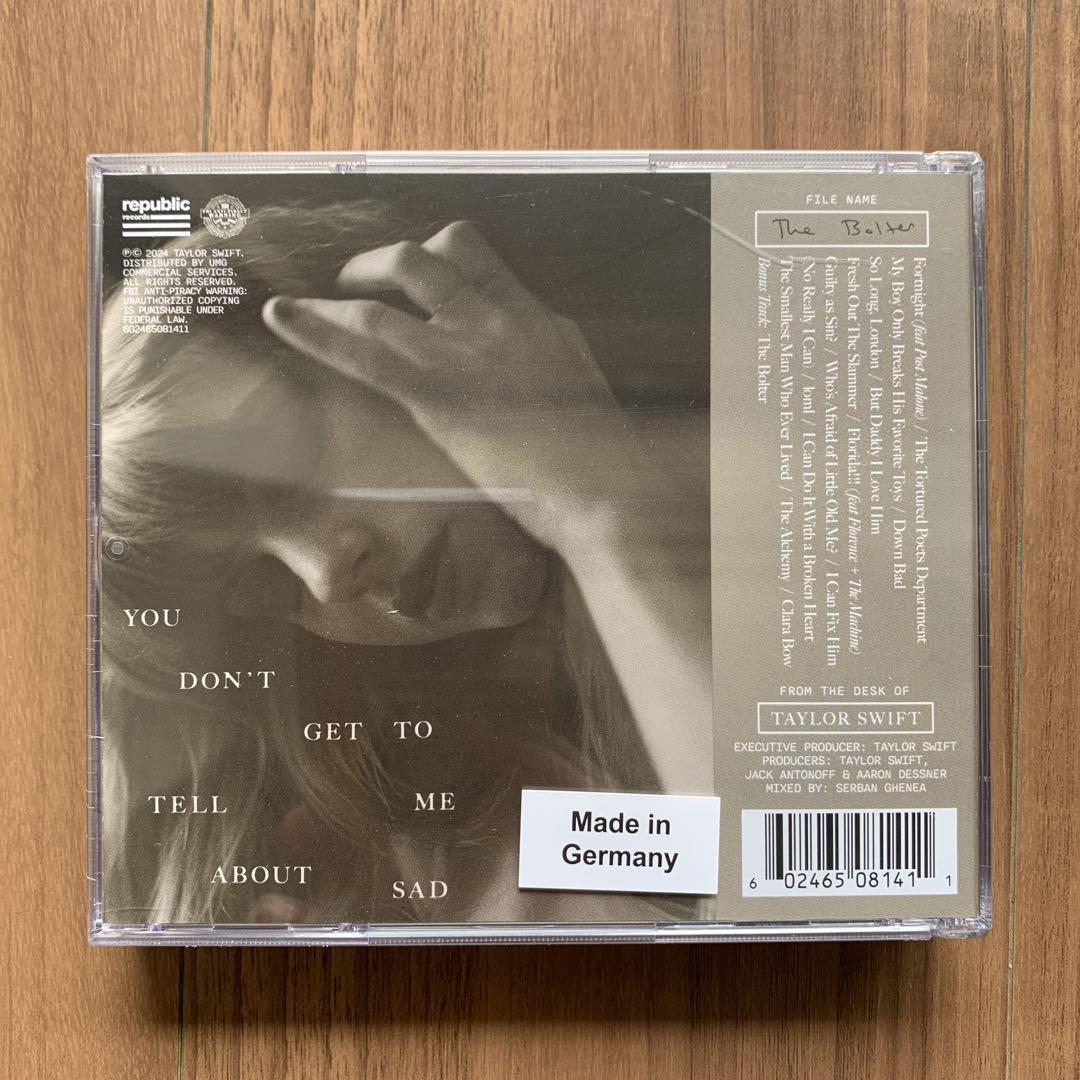 republic
records
FBI ANTI-PIRACY
WARNING
℗© 2024 TAYLOR SWIFT.
DISTRIBUTED BY UMG
COMMERCIAL SERVICES.
ALL RIGHTS RESERVED.
FBI ANTI-PIRACY WARNING:
UNAUTHORIZED COPYING
IS PUNISHABLE UNDER
FEDERAL LAW.
602465081411
YOU
DON'T
GET TO
TELL ME
ABOUT
SAD
FILE NAME
The Bolter
Fortnight (feat Post Malone) / The Tortured Poets Department
My Boy Only Breaks His Favorite Toys / Down Bad
So Long, London / But Daddy I Love Him
Fresh Out The Slammer / Florida!!! (feat Florence + The Machine)
Guilty as Sin? / Who's Afraid of Little Old Me? / I Can Fix Him
(No Really I Can) / loml / I Can Do It With a Broken Heart
The Smallest Man Who Ever Lived / The Alchemy / Clara Bow
Bonus Track: The Bolter
FROM THE DESK OF
TAYLOR SWIFT
EXECUTIVE PRODUCER: TAYLOR SWIFT
PRODUCERS: TAYLOR SWIFT,
JACK ANTONOFF & AARON DESSNER
MIXED BY: SERBAN GHENEA
Made in
Germany
6 02465 08141 1